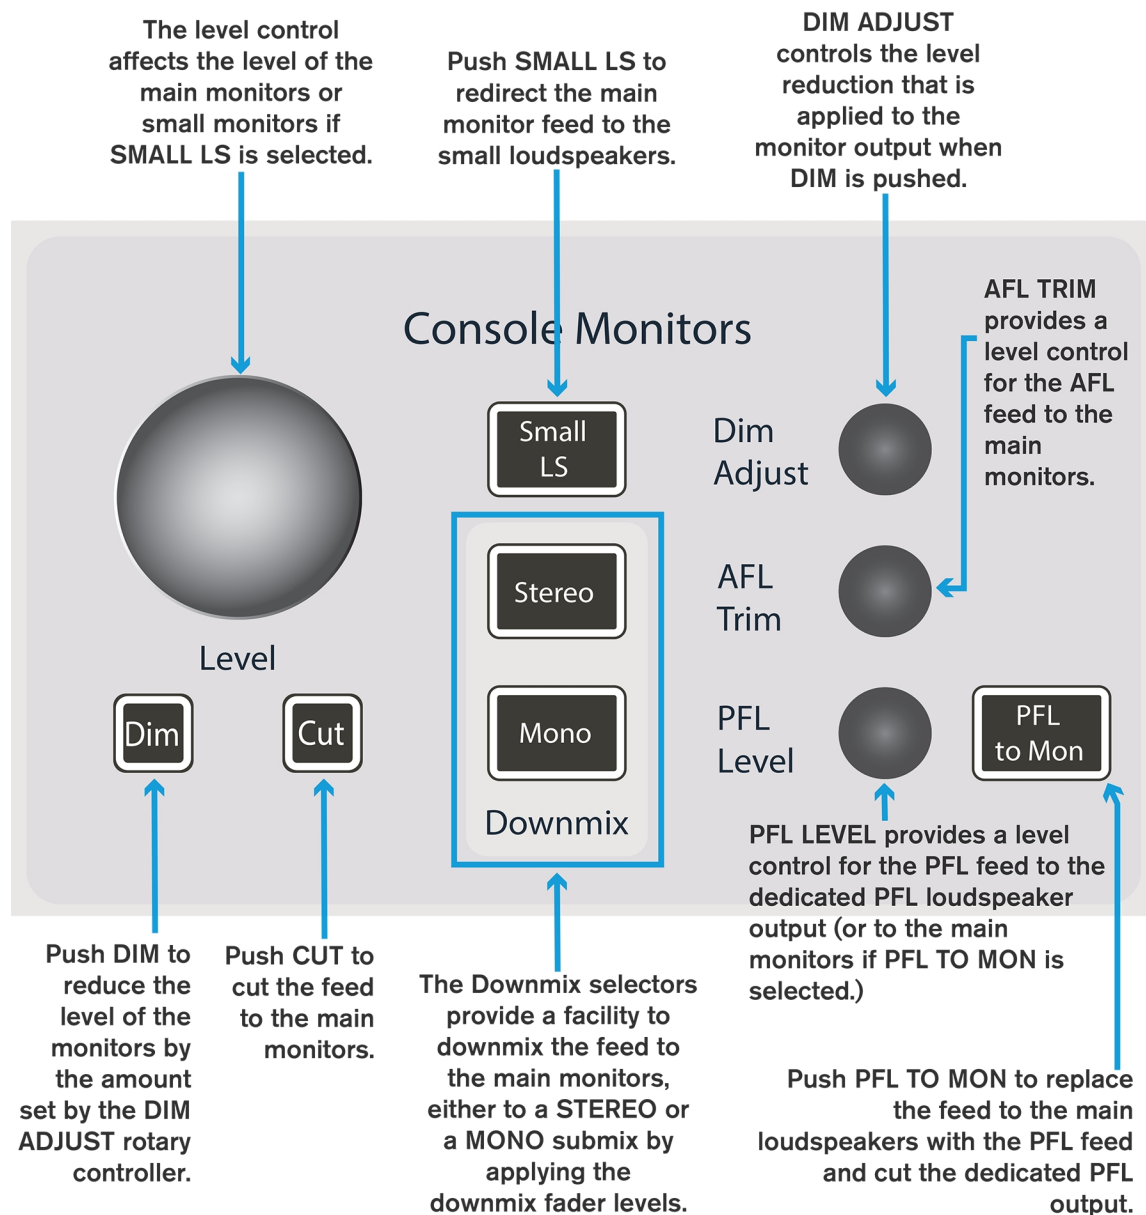 The level control
affects the level of the
main monitors or
small monitors if
SMALL LS is selected.
Push SMALL LS to
redirect the main
monitor feed to the
small loudspeakers.
DIM ADJUST
controls the level
reduction that is
applied to the
monitor output when
DIM is pushed.
Console Monitors
AFL TRIM
provides a
level control
for the AFL
feed to the
main
monitors.
Small
LS
Dim
Adjust
Stereo
AFL
Trim
Level
Dim
Cut
Mono
PFL
Level
PFL
to Mon
Downmix
PFL LEVEL provides a level
control for the PFL feed to the
dedicated PFL loudspeaker
output (or to the main
monitors if PFL TO MON is
selected.)
Push DIM to
reduce the
level of the
monitors by
the amount
set by the DIM
ADJUST rotary
controller.
Push CUT to
cut the feed
to the main
monitors.
The Downmix selectors
provide a facility to
downmix the feed to
the main monitors,
either to a STEREO or
a MONO submix by
applying the
downmix fader levels.
Push PFL TO MON to replace
the feed to the main
loudspeakers with the PFL feed
and cut the dedicated PFL
output.